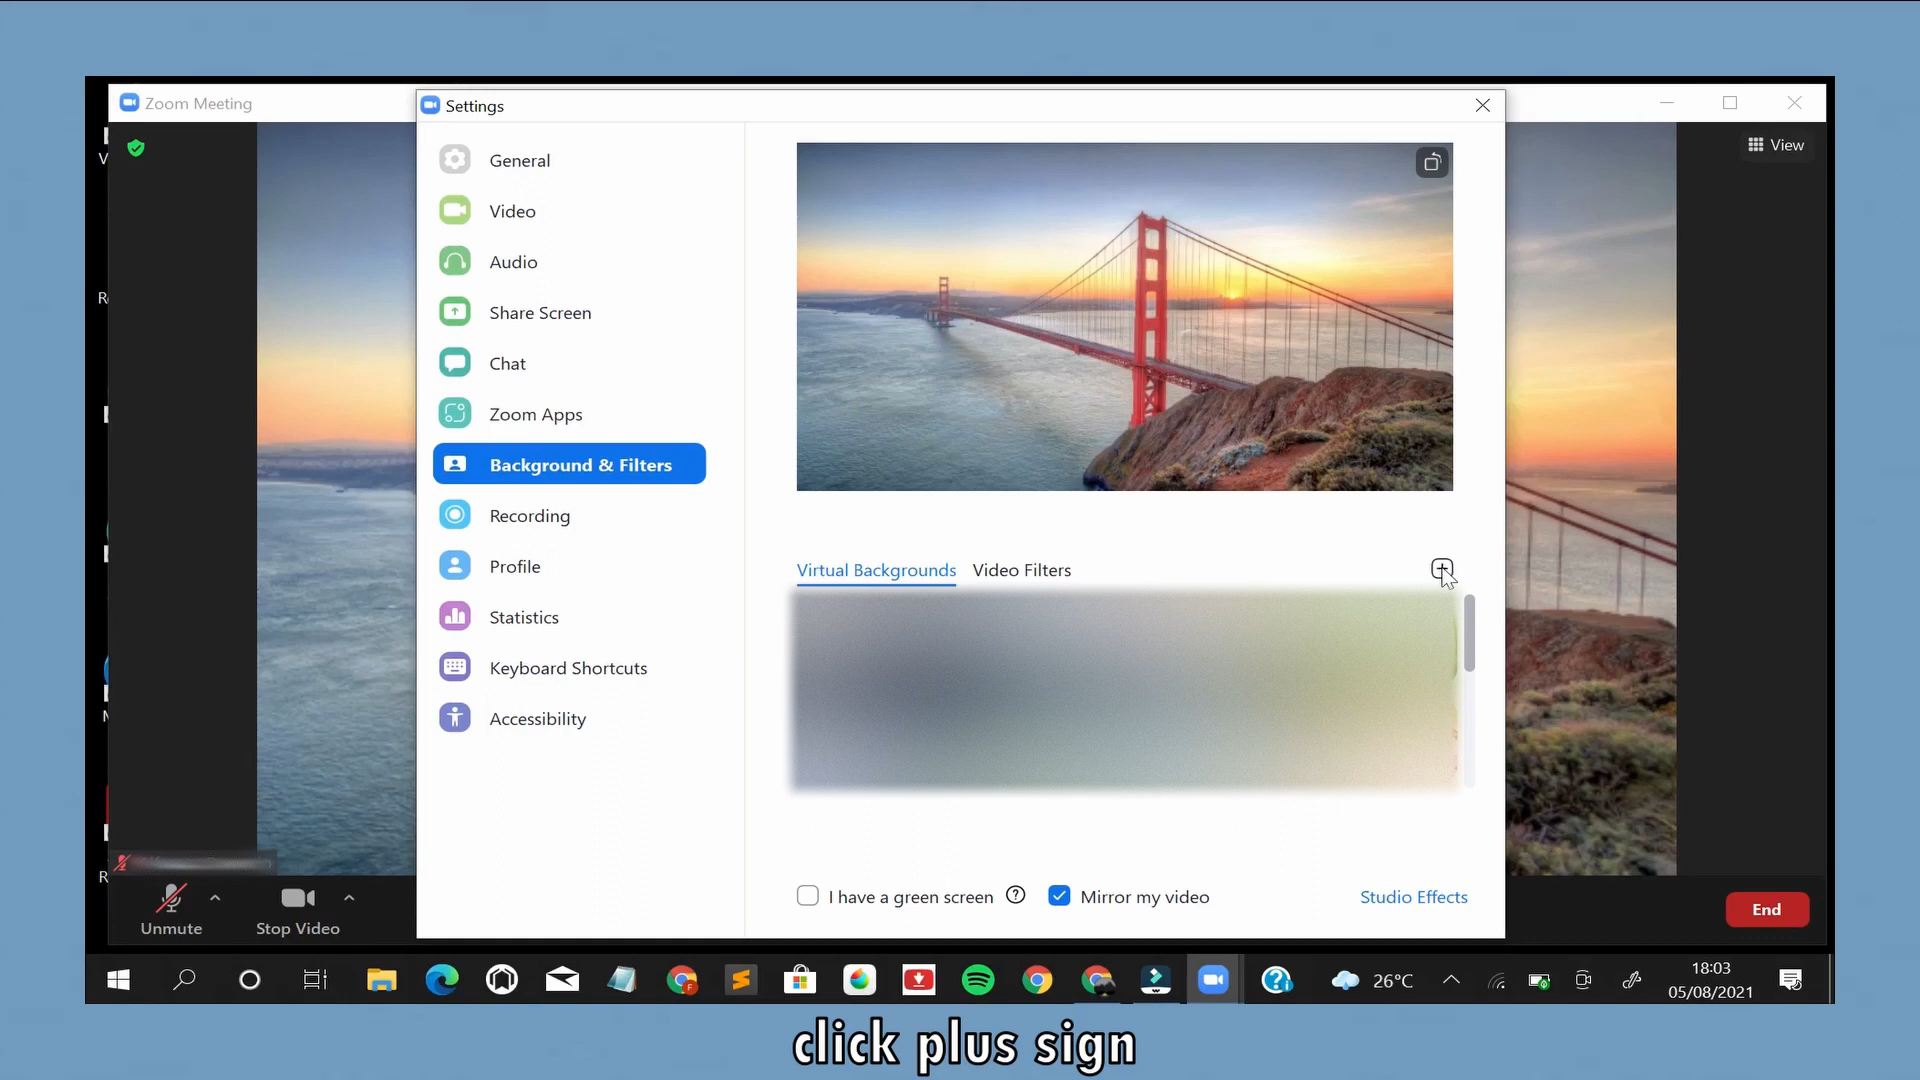 Zoom Meeting
Settings
View
General
Video
Audio
Share Screen
Chat
Zoom Apps
Background & Filters
Recording
Profile
Statistics
Keyboard Shortcuts
Accessibility
Virtual Backgrounds
Video Filters
I have a green screen
Mirror my video
Studio Effects
Unmute
Stop Video
End
26°C
18:03
05/08/2021
click plus sign